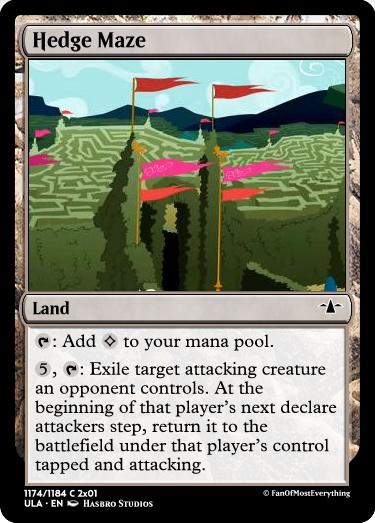 Hedge Maze
Land
: Add to your mana pool.
5, : Exile target attacking creature
an opponent controls. At the
beginning of that player's next declare
attackers step, return it to the
battlefield under that player's control
tapped and attacking.
1174/1184 C 2x01
ULA • EN Hasbro Studios
© FanOfMostEverything